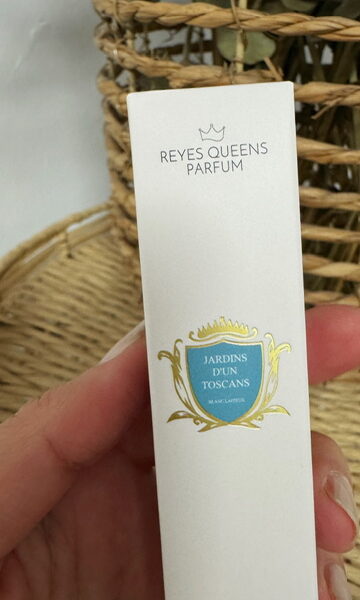 REYES QUEENS
PARFUM
JARDINS
D'UN
TOSCANS